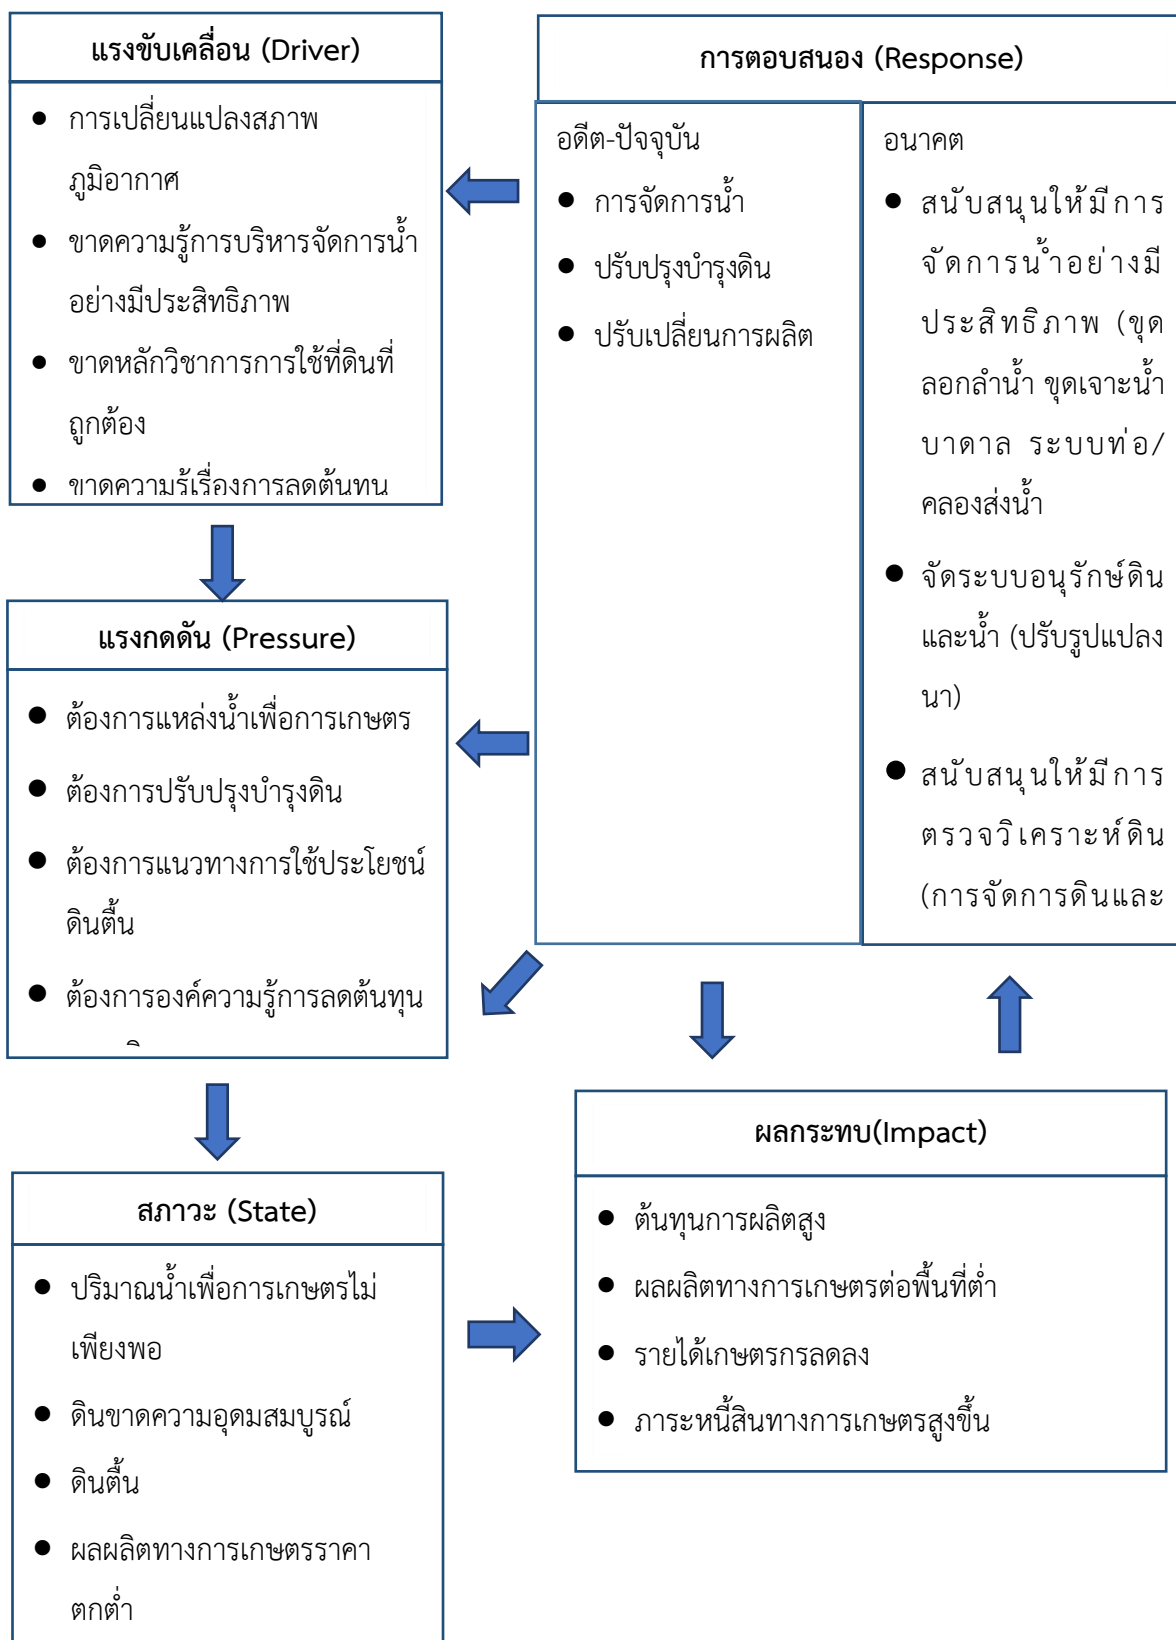 แรงขับเคลื่อน (Driver)
● การเปลี่ยนแปลงสภาพ
ภูมิอากาศ
● ขาดความรู้การบริหารจัดการน้ำ
อย่างมีประสิทธิภาพ
● ขาดหลักวิชาการการใช้ที่ดินที่
ถูกต้อง
● ขาดความรู้เรื่องการลดต้นทุน
การตอบสนอง (Response)
อดีต-ปัจจุบัน
● การจัดการน้ำ
● ปรับปรุงบำรุงดิน
● ปรับเปลี่ยนการผลิต
อนาคต
● สนับสนุนให้มีการ
จัดการน้ำอย่างมี
ประสิทธิภาพ (ขุด
ลอกลำน้ำ ขุดเจาะน้ำ
บาดาล ระบบท่อ/
คลองส่งน้ำ
● จัดระบบอนุรักษ์ดิน
และน้ำ (ปรับรูปแปลง
นา)
● สนับสนุนให้มีการ
ตรวจวิเคราะห์ดิน
(การจัดการดินและ
แรงกดดัน (Pressure)
● ต้องการแหล่งน้ำเพื่อการเกษตร
● ต้องการปรับปรุงบำรุงดิน
● ต้องการแนวทางการใช้ประโยชน์
ดินตื้น
● ต้องการองค์ความรู้การลดต้นทุน
สภาวะ (State)
● ปริมาณน้ำเพื่อการเกษตรไม่
เพียงพอ
● ดินขาดความอุดมสมบูรณ์
● ดินตื้น
● ผลผลิตทางการเกษตรราคา
ตกต่ำ
ผลกระทบ(Impact)
● ต้นทุนการผลิตสูง
● ผลผลิตทางการเกษตรต่อพื้นที่ต่ำ
● รายได้เกษตรกรลดลง
● ภาระหนี้สินทางการเกษตรสูงขึ้น